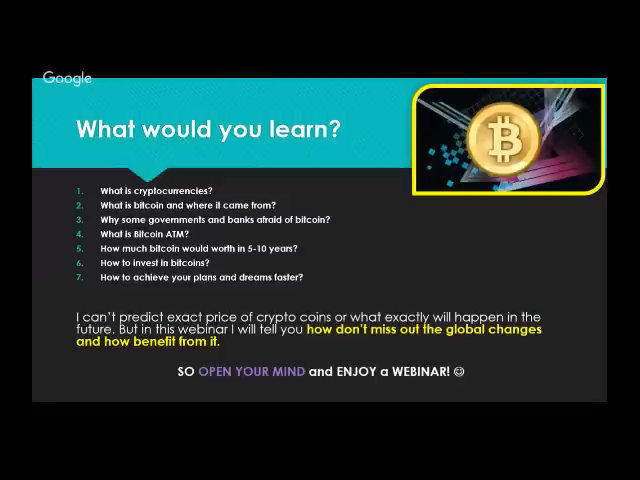 Google
What would you learn?
1. What is cryptocurrencies?
2. What is bitcoin and where it came from?
3. Why some governments and banks afraid of bitcoin?
4. What is Bitcoin ATM?
5. How much bitcoin would worth in 5-10 years?
6. How to invest in bitcoins?
7. How to achieve your plans and dreams faster?
I can't predict exact price of crypto coins or what exactly will happen in the
future. But in this webinar I will tell you how don't miss out the global changes
and how benefit from it.
SO OPEN YOUR MIND and ENJOY a WEBINAR! ☺